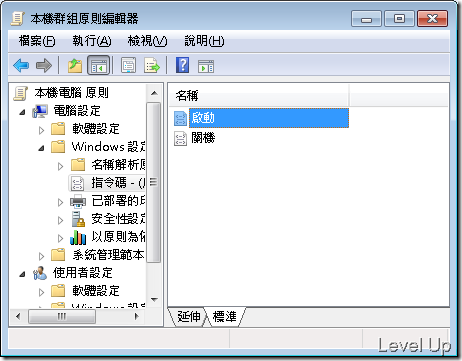 本機群組原則編輯器
檔案(F) 執行(A) 檢視(V) 說明(H)
本機電腦 原則
電腦設定
軟體設定
Windows 設定
名稱解析原
指令碼 - (
已部署的印
安全性設定
以原則為依
系統管理範本
使用者設定
軟體設定
Windows 設定
名稱
啟動
關機
延伸 標準
Level Up